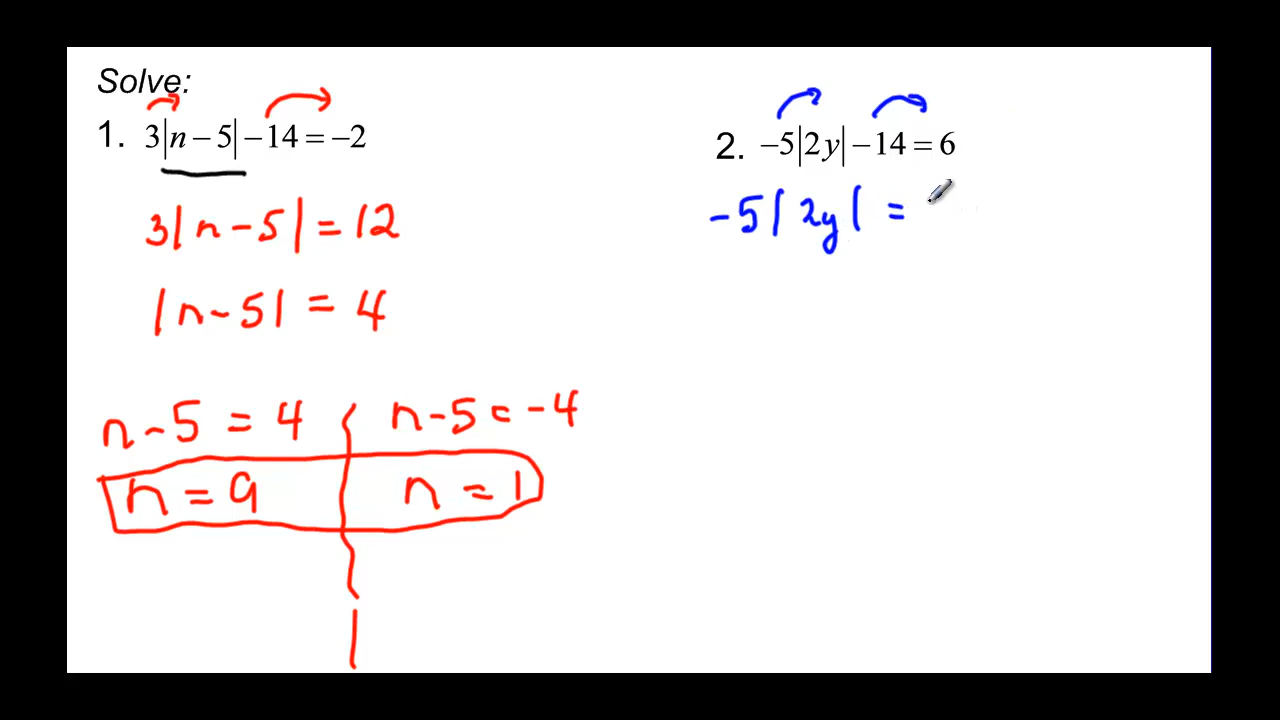 Solve:
1. 3|n − 5| − 14 = −2
3|n − 5| = 12
|n − 5| = 4
n − 5 = 4
n − 5 = −4
n = 9
n = 1
2. −5|2y| − 14 = 6
−5|2y| =